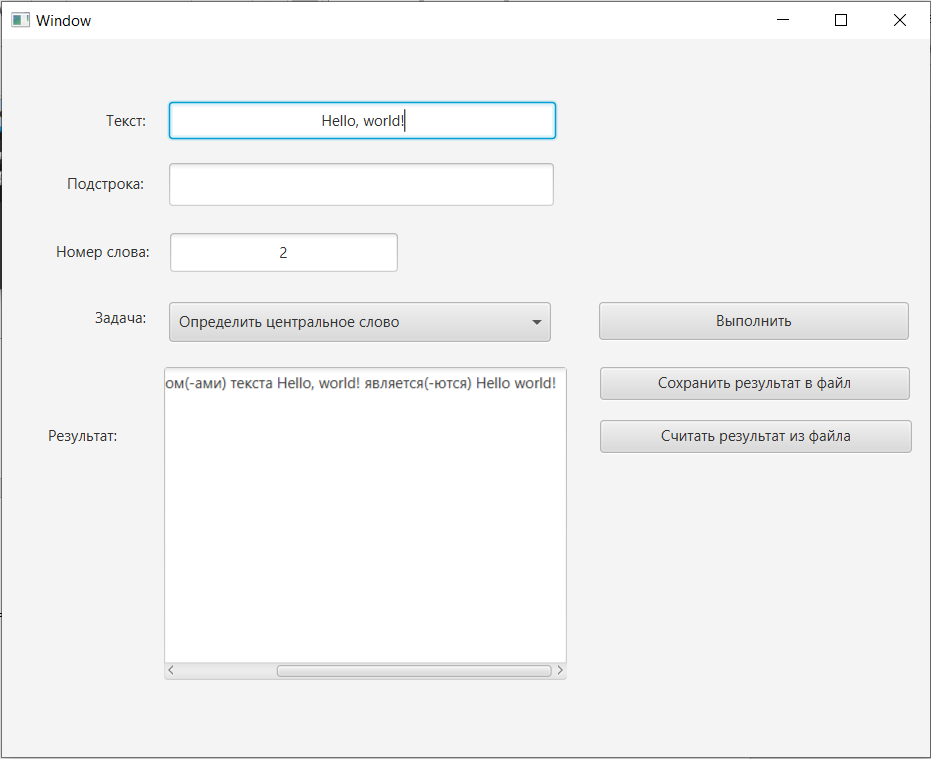 Window
Текст:
Hello, world!
Подстрока:
Номер слова:
2
Задача:
Определить центральное слово
Выполнить
ом(-ами) текста Hello, world! является(-ются) Hello world!
Сохранить результат в файл
Результат:
Считать результат из файла